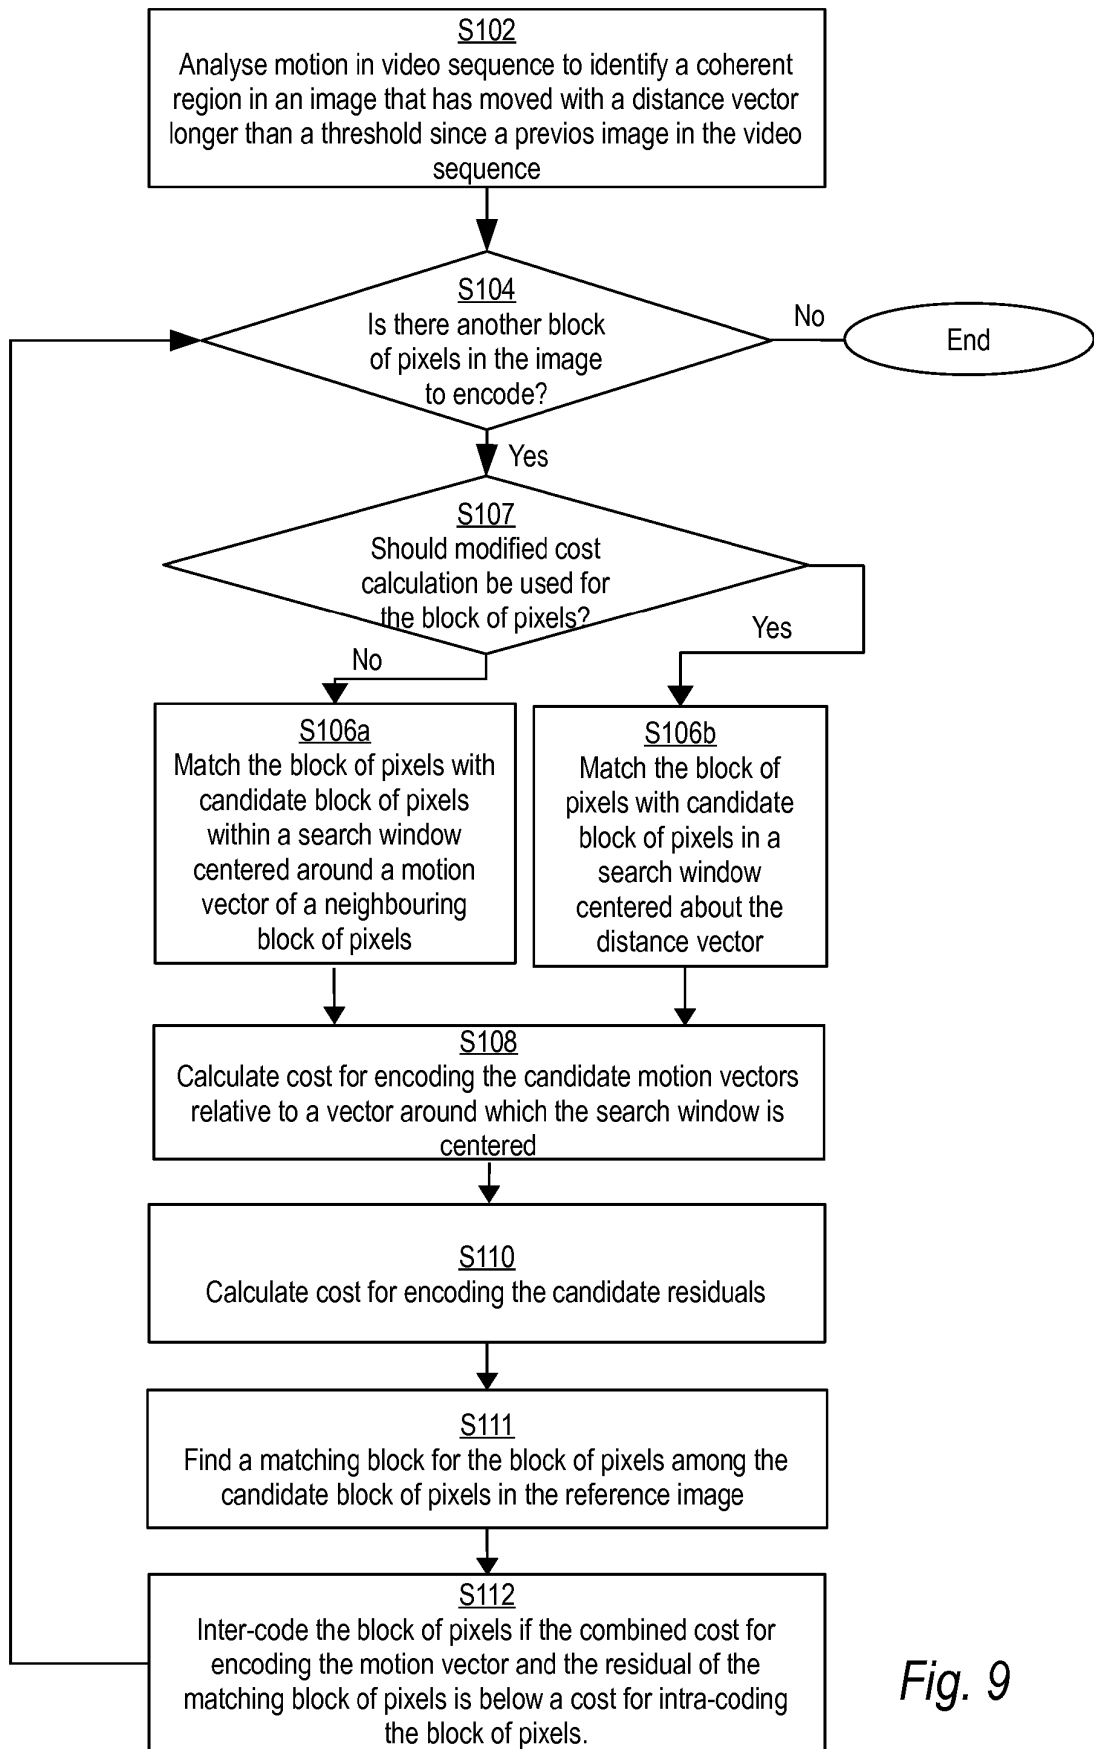 S102
Analyse motion in video sequence to identify a coherent
region in an image that has moved with a distance vector
longer than a threshold since a previos image in the video
sequence
S104
Is there another block
of pixels in the image
to encode?
No
End
Yes
S107
Should modified cost
calculation be used for
the block of pixels?
Yes
No
S106a
Match the block of pixels with
candidate block of pixels
within a search window
centered around a motion
vector of a neighbouring
block of pixels
S106b
Match the block of
pixels with candidate
block of pixels in a
search window
centered about the
distance vector
S108
Calculate cost for encoding the candidate motion vectors
relative to a vector around which the search window is
centered
S110
Calculate cost for encoding the candidate residuals
S111
Find a matching block for the block of pixels among the
candidate block of pixels in the reference image
S112
Inter-code the block of pixels if the combined cost for
encoding the motion vector and the residual of the
matching block of pixels is below a cost for intra-coding
the block of pixels.
Fig. 9